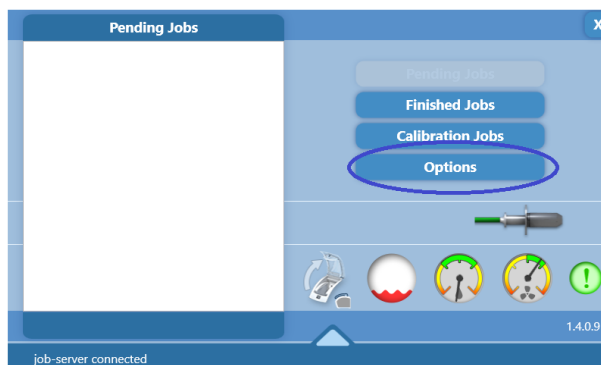 Pending Jobs
X
Pending Jobs
Finished Jobs
Calibration Jobs
Options
!
1.4.0.9
job-server connected